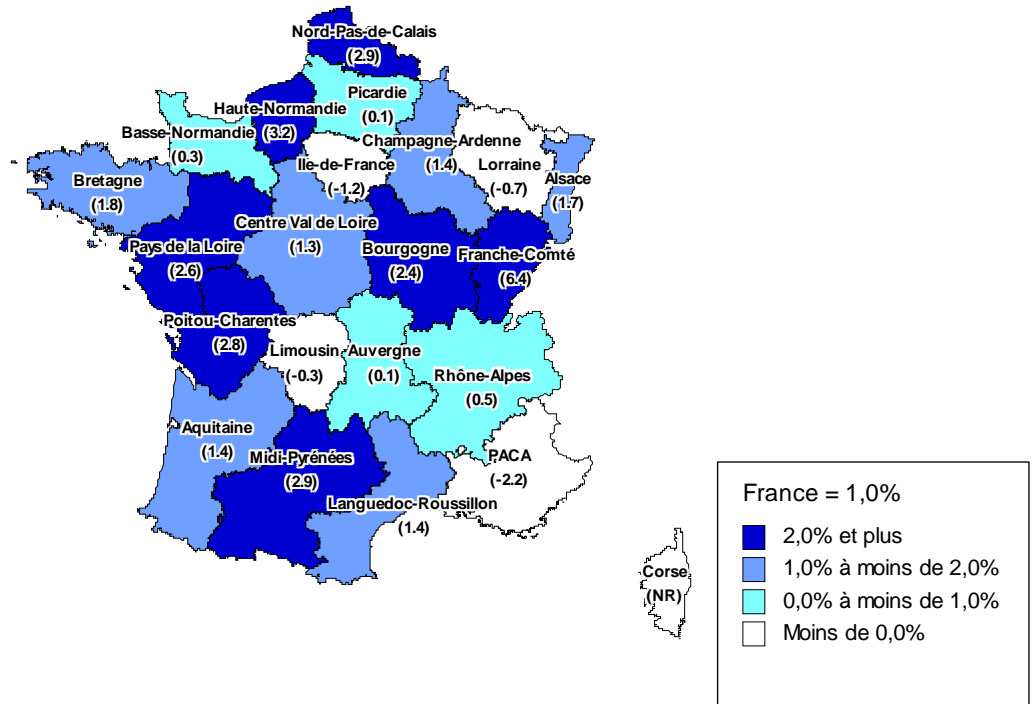 Nord-Pas-de-Calais
(2.9)
Picardie
(0.1)
Haute-Normandie
(3.2)
Basse-Normandie
(0.3)
Champagne-Ardenne
(1.4)
Ile-de-France
(-1.2)
Lorraine
(-0.7)
Alsace
(1.7)
Bretagne
(1.8)
Centre Val de Loire
(1.3)
Pays de la Loire
(2.6)
Bourgogne
(2.4)
Franche-Comté
(6.4)
Poitou-Charentes
(2.8)
Limousin
(-0.3)
Auvergne
(0.1)
Rhône-Alpes
(0.5)
Aquitaine
(1.4)
Midi-Pyrénées
(2.9)
PACA
(-2.2)
Languedoc-Roussillon
(1.4)
Corse
(NR)
France = 1,0%
2,0% et plus
1,0% à moins de 2,0%
0,0% à moins de 1,0%
Moins de 0,0%